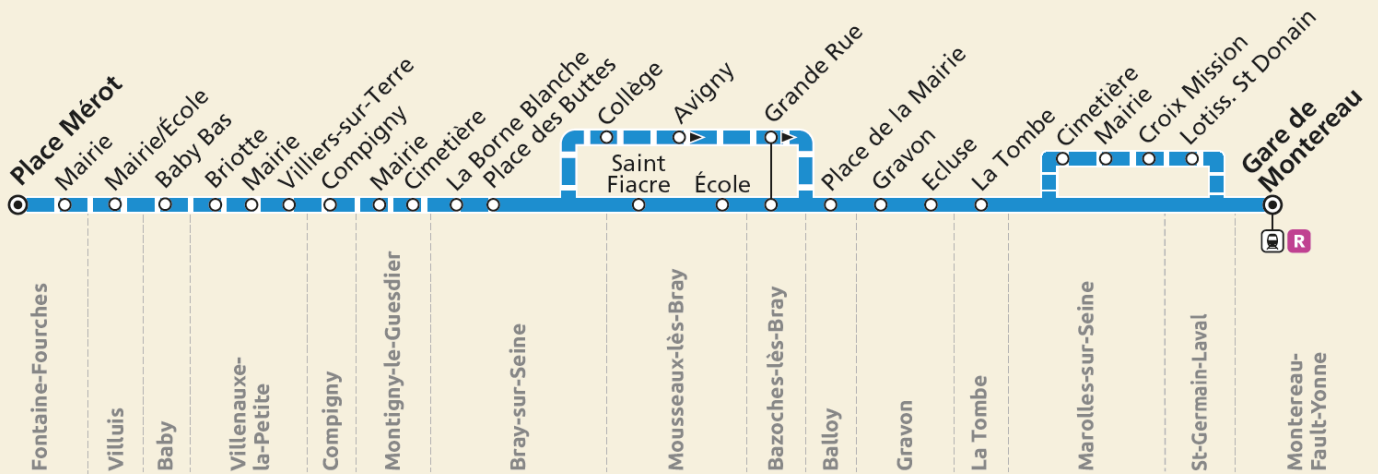 Place Mérot
Mairie
Mairie/École
Baby Bas
Briotte
Mairie
Villiers-sur-Terre
Compigny
Mairie
Cimetière
La Borne Blanche
Place des Buttes
Collège
Avigny
Grande Rue
Saint
Fiacre
École
Place de la Mairie
Gravon
Ecluse
La Tombe
Cimetière
Mairie
Croix Mission
Lotiss. St Donain
Gare de
Montereau
R
Fontaine-Fourches
Villuis
Baby
Villenauxe-
la-Petite
Compigny
Montigny-le-Guesdier
Bray-sur-Seine
Mousseaux-lès-Bray
Bazoches-lès-Bray
Balloy
Gravon
La Tombe
Marolles-sur-Seine
St-Germain-Laval
Montereau-
Fault-Yonne